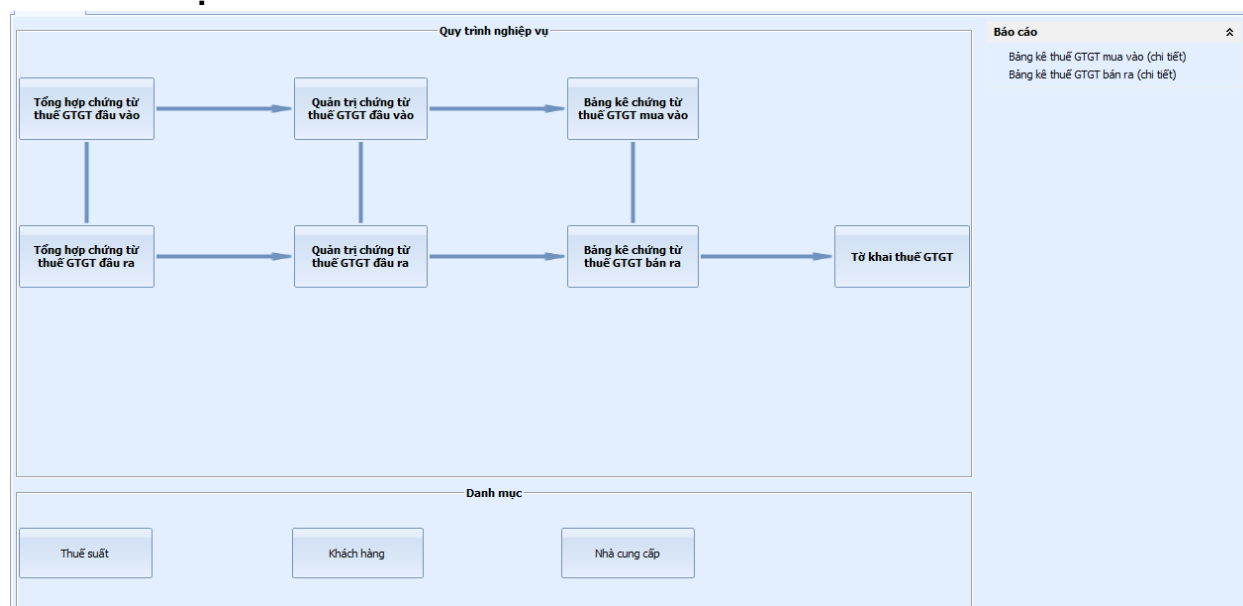 Quy trình nghiệp vụ
Tổng hợp chứng từ
thuế GTGT đầu vào
Quản trị chứng từ
thuế GTGT đầu vào
Bảng kê chứng từ
thuế GTGT mua vào
Tổng hợp chứng từ
thuế GTGT đầu ra
Quản trị chứng từ
thuế GTGT đầu ra
Bảng kê chứng từ
thuế GTGT bán ra
Tờ khai thuế GTGT
Danh mục
Thuế suất
Khách hàng
Nhà cung cấp
Báo cáo
Bảng kê thuế GTGT mua vào (chi tiết)
Bảng kê thuế GTGT bán ra (chi tiết)